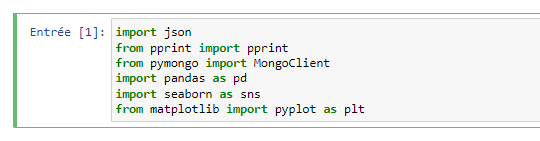 Entrée [1]: import json
from pprint import pprint
from pymongo import MongoClient
import pandas as pd
import seaborn as sns
from matplotlib import pyplot as plt